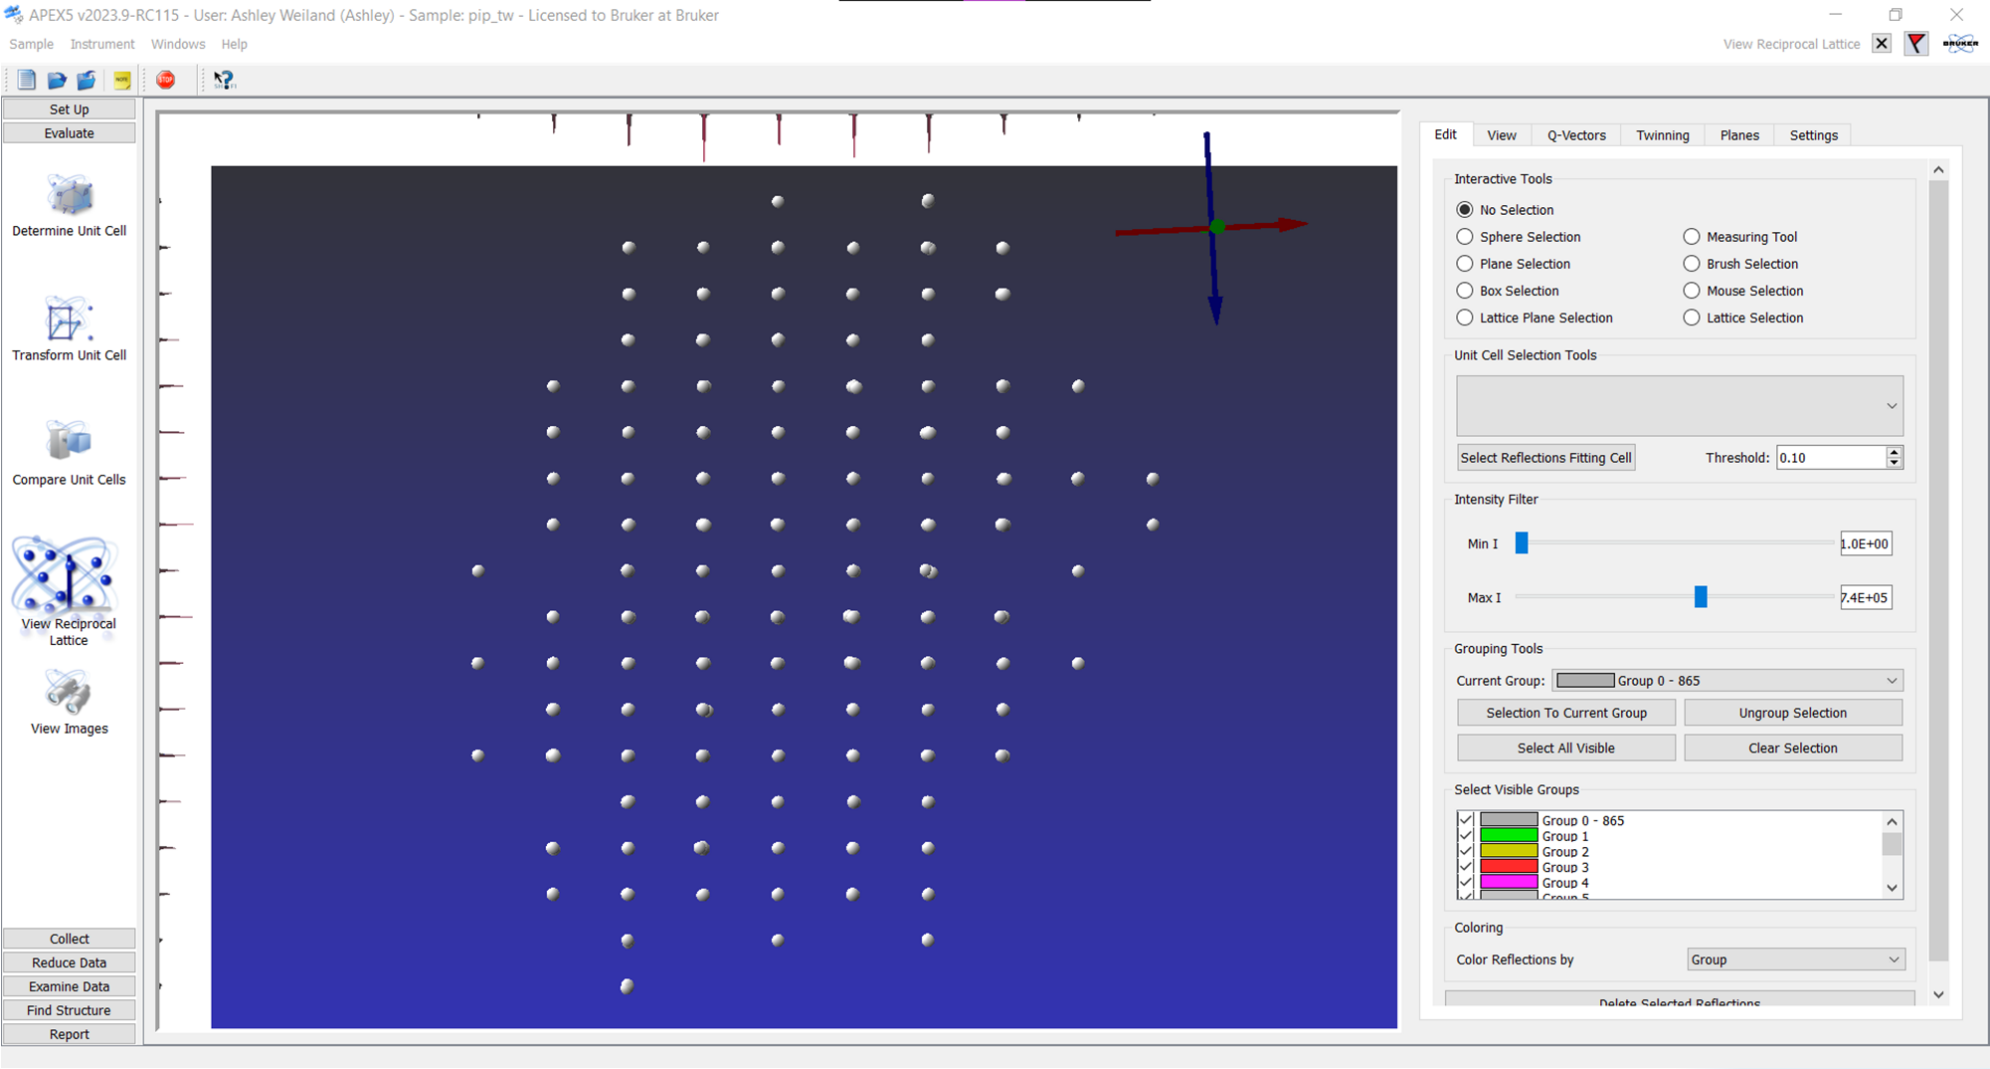 APEX5 v2023.9-RC115 - User: Ashley Weiland (Ashley) - Sample: pip_tw - Licensed to Bruker at Bruker
Sample Instrument Windows Help
View Reciprocal Lattice
BRUKER
NOTE
STOP
Set Up
Evaluate
Determine Unit Cell
Transform Unit Cell
Compare Unit Cells
View Reciprocal
Lattice
View Images
Collect
Reduce Data
Examine Data
Find Structure
Report
Edit View Q-Vectors Twinning Planes Settings
Interactive Tools
No Selection
Sphere Selection Measuring Tool
Plane Selection Brush Selection
Box Selection Mouse Selection
Lattice Plane Selection Lattice Selection
Unit Cell Selection Tools
Select Reflections Fitting Cell Threshold: 0.10
Intensity Filter
Min I 1.0E+00
Max I 7.4E+05
Grouping Tools
Current Group: Group 0 - 865
Selection To Current Group Ungroup Selection
Select All Visible Clear Selection
Select Visible Groups
Group 0 - 865
Group 1
Group 2
Group 3
Group 4
Group 5
Coloring
Color Reflections by Group
Delete Selected Reflections